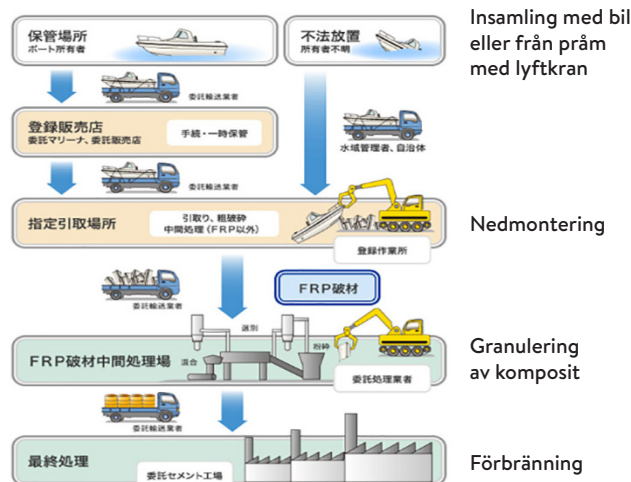 保管場所
ボート所有者
不法放置
所有者不明
Insamling med bil
eller från pråm
med lyftkran
委託輸送業者
登録販売店
委託マリーナ、委託販売店
手続・一時保管
水域管理者、自治体
委託輸送業者
指定引取場所
引取り、粗破砕
中間処理(FRP以外)
登録作業所
Nedmontering
委託輸送業者
FRP破材
選別
粉砕
混合
FRP破材中間処理場
委託処理業者
Granulering
av komposit
委託輸送業者
最終処理
委託セメント工場
Förbränning